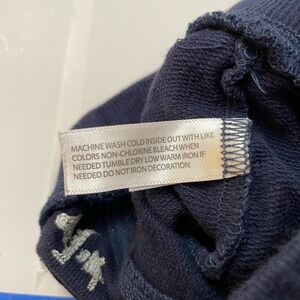 MACHINE WASH COLD INSIDE OUT WITH LIKE
COLORS NON-CHLORINE BLEACH WHEN
NEEDED TUMBLE DRY LOW WARM IRON IF
NEEDED DO NOT IRON DECORATION